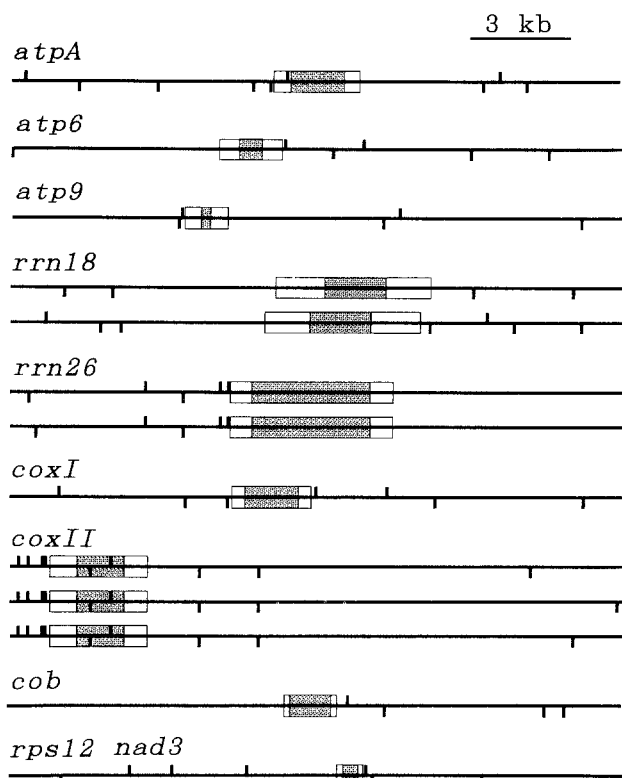 3 kb
atpA
atp6
atp9
rrn18
rrn26
coxI
coxII
cob
rps12 nad3